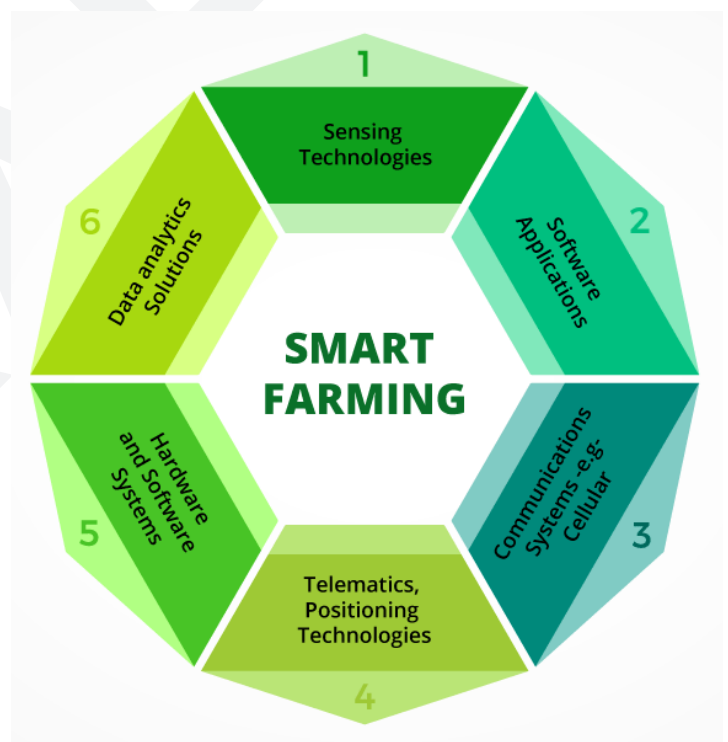 1
Sensing
Technologies
2
Software
Applications
3
Communications
Systems -e.g-
Cellular
4
Telematics,
Positioning
Technologies
5
Hardware
and Software
Systems
6
Data analytics
Solutions
SMART
FARMING